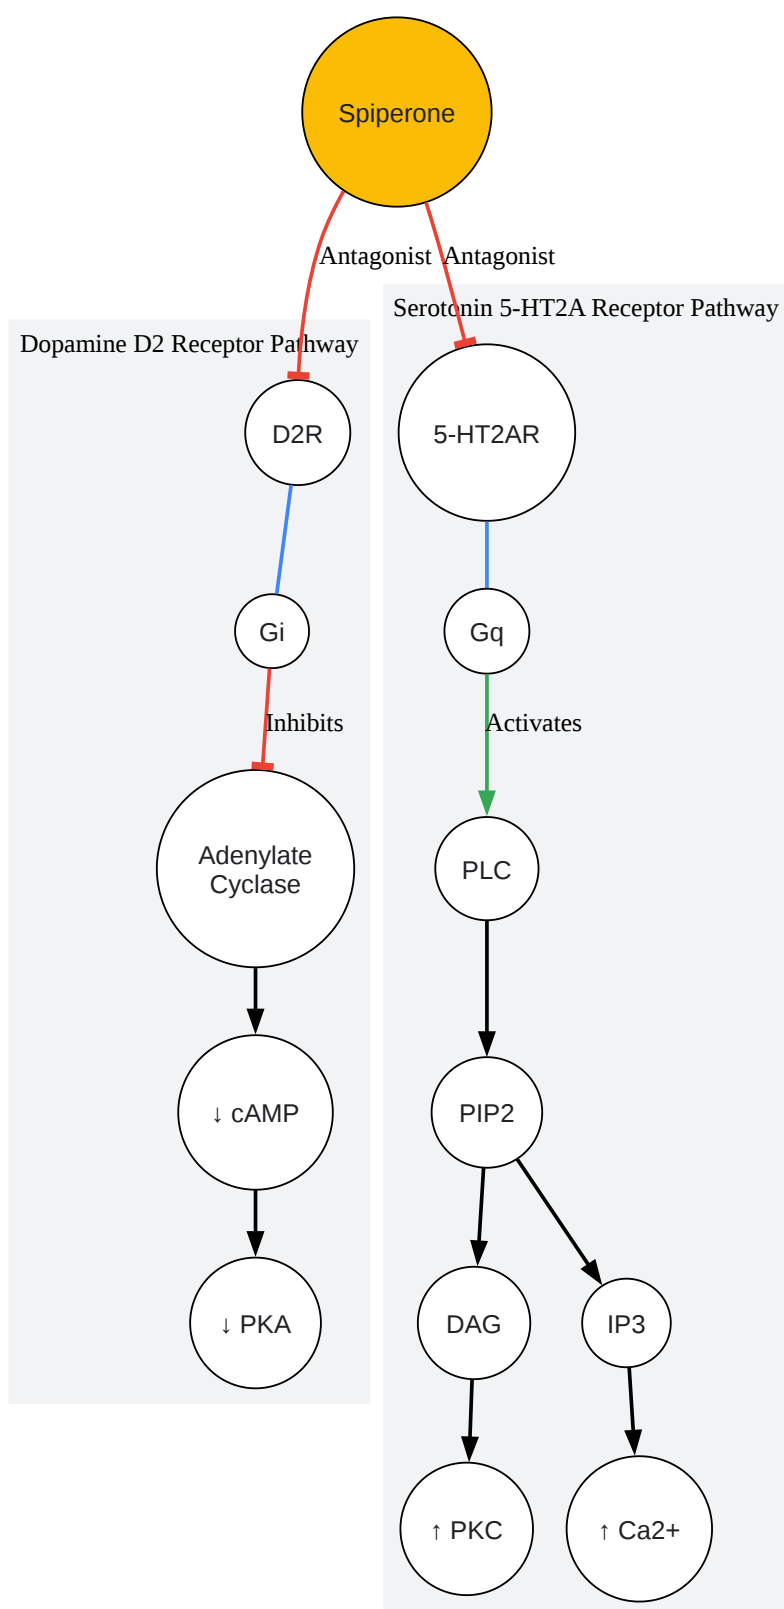 Spiperone
Antagonist
Antagonist
Dopamine D2 Receptor Pathway
D2R
Gi
Inhibits
Adenylate
Cyclase
↓ cAMP
↓ PKA
Serotonin 5-HT2A Receptor Pathway
5-HT2AR
Gq
Activates
PLC
PIP2
DAG
IP3
↑ PKC
↑ Ca2+